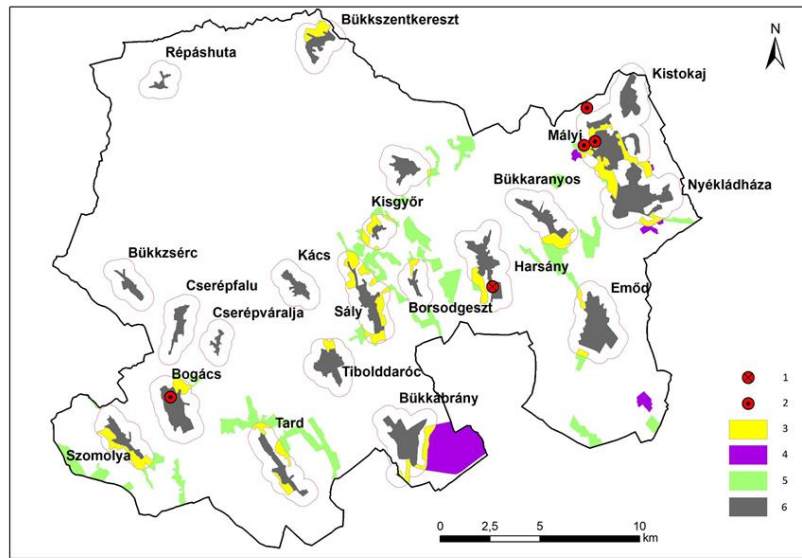 Bükkszentkereszt
N
Répáshuta
Kistokaj
Mályi
Bükkaranyos
Nyékládháza
Kisgyőr
Kács
Bükkzsérc
Harsány
Cserépfalu
Emőd
Sály
Borsodgeszt
Cserépváralja
Tibolddaróc
Bogács
1
2
Bükkábrány
Tard
3
Szomolya
4
5
6
0 2,5 5 10
km